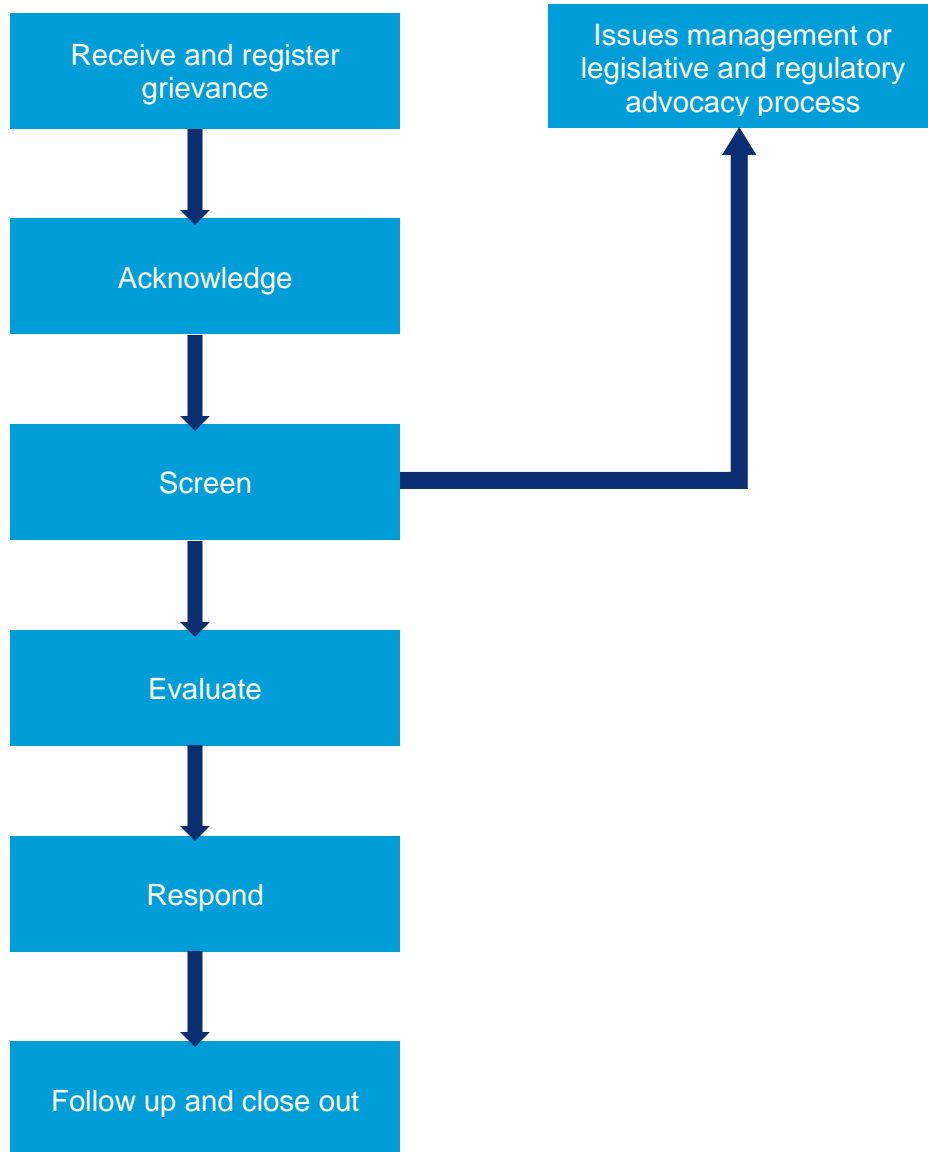 Receive and register
grievance
Issues management or
legislative and regulatory
advocacy process
Acknowledge
Screen
Evaluate
Respond
Follow up and close out